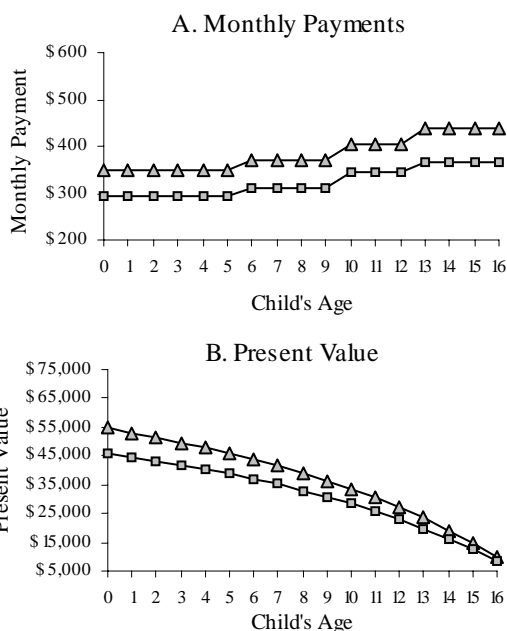 A. Monthly Payments
$600
$500
$400
$300
$200
Monthly Payment
0 1 2 3 4 5 6 7 8 9 10 11 12 13 14 15 16
Child's Age
B. Present Value
$75,000
$65,000
$55,000
$45,000
$35,000
$25,000
$15,000
$5,000
Present Value
0 1 2 3 4 5 6 7 8 9 10 11 12 13 14 15 16
Child's Age